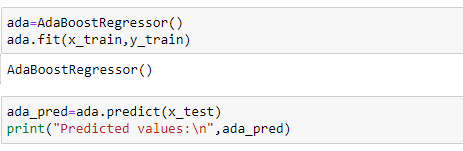 ada=AdaBoostRegressor()
ada.fit(x_train,y_train)
AdaBoostRegressor()
ada_pred=ada.predict(x_test)
print("Predicted values:\n",ada_pred)